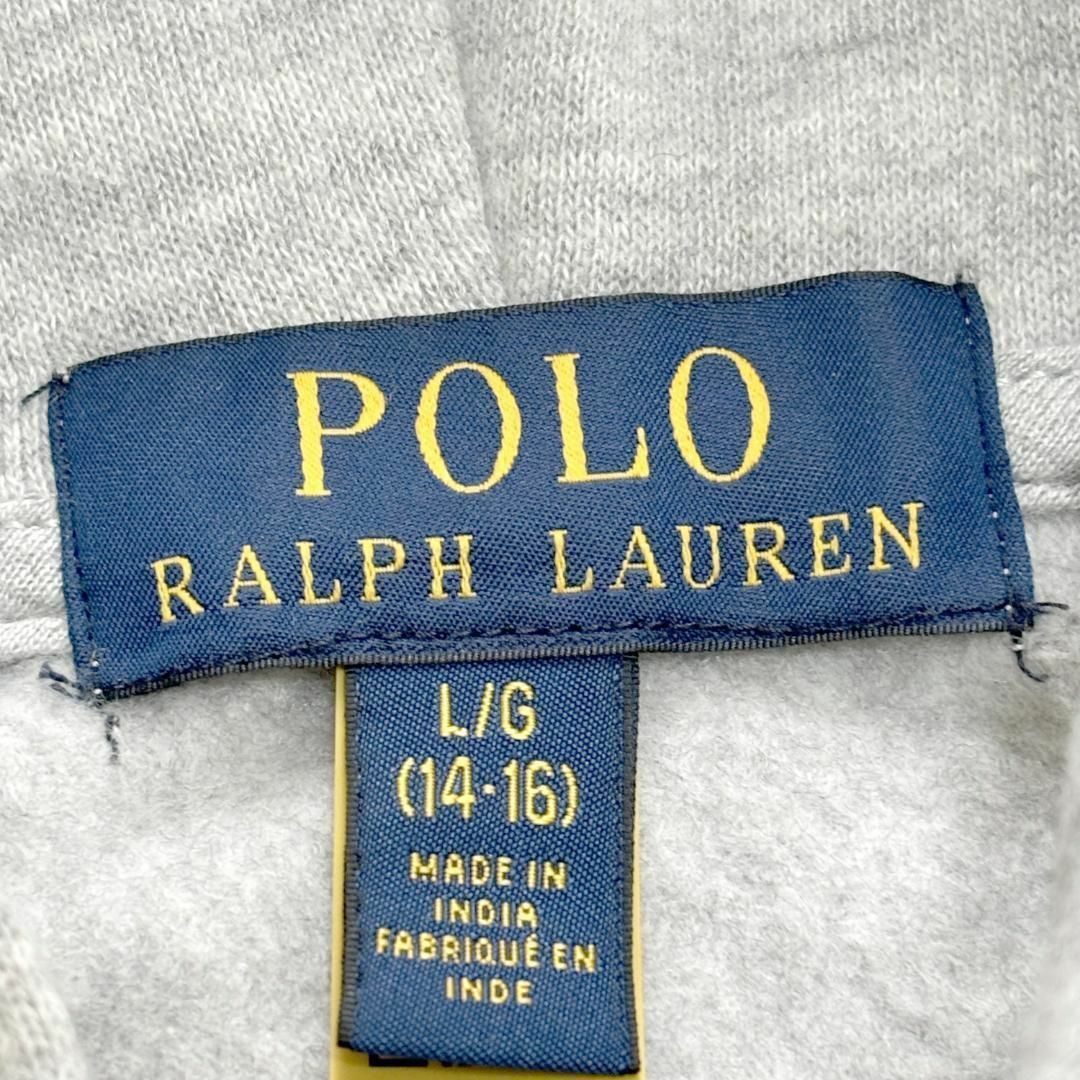 POLO
RALPH LAUREN
L/G
(14-16)
MADE IN
INDIA
FABRIQUÉ EN
INDE